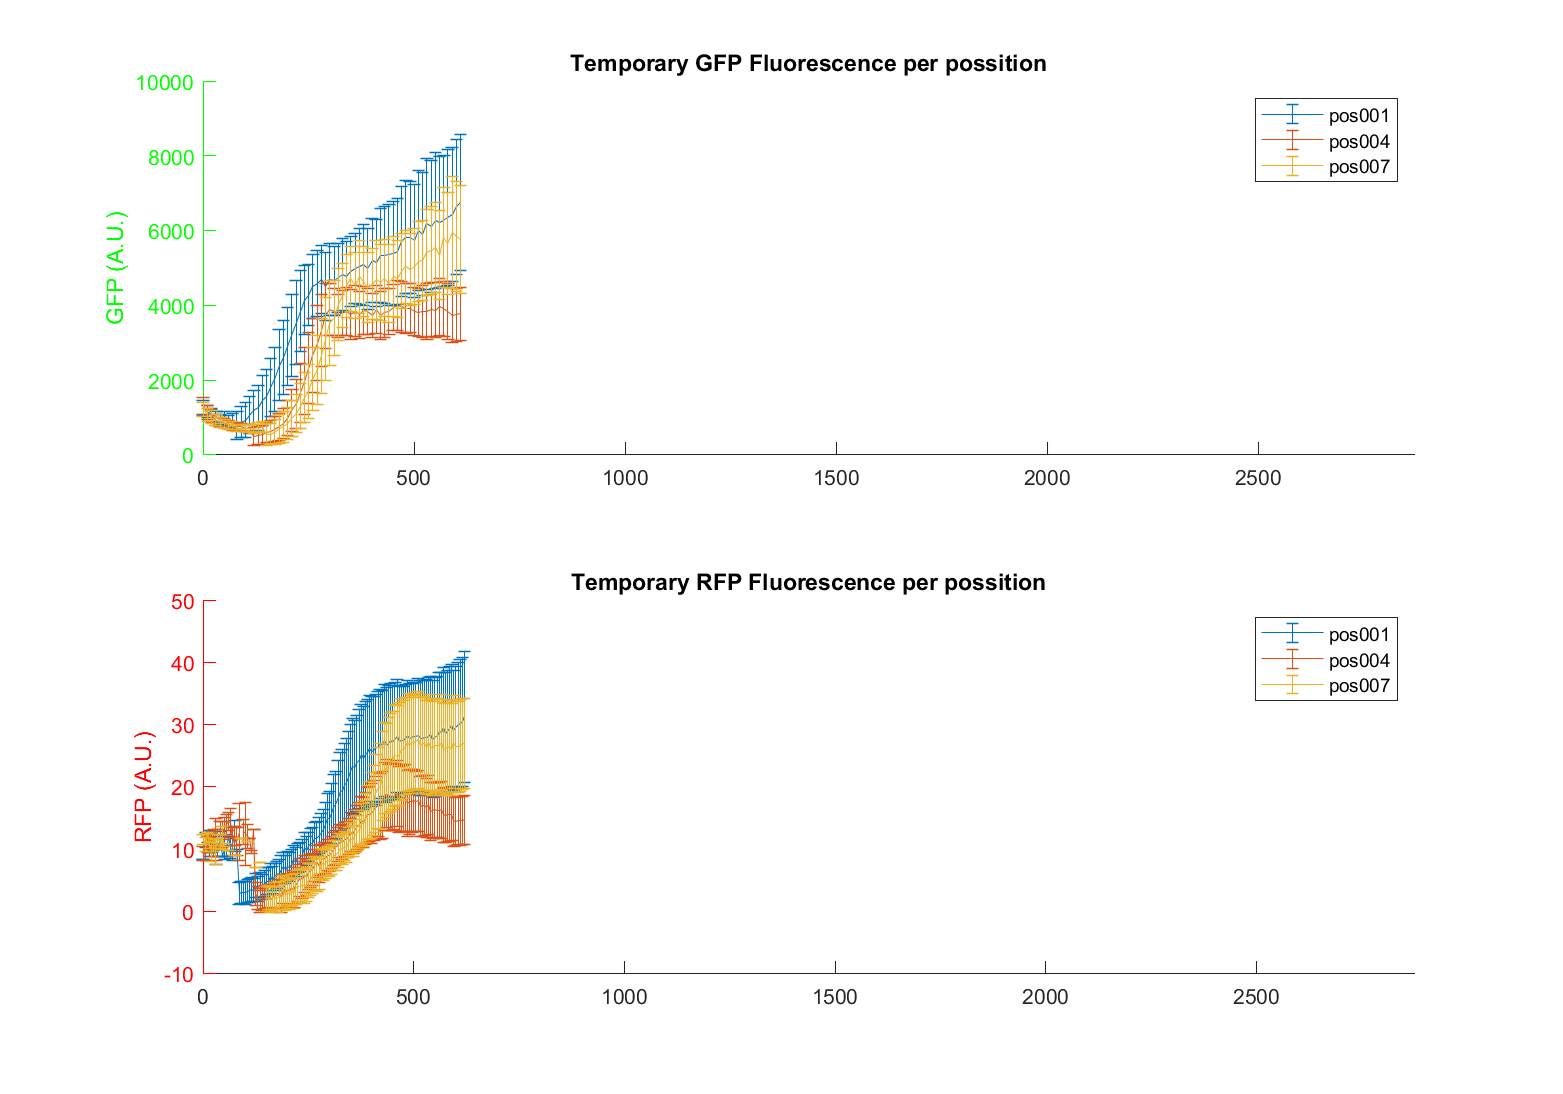 Temporary GFP Fluorescence per possition
10000
8000
6000
4000
2000
0
GFP (A.U.)
pos001
pos004
pos007
0 500 1000 1500 2000 2500
Temporary RFP Fluorescence per possition
50
40
30
20
10
0
-10
RFP (A.U.)
pos001
pos004
pos007
0 500 1000 1500 2000 2500